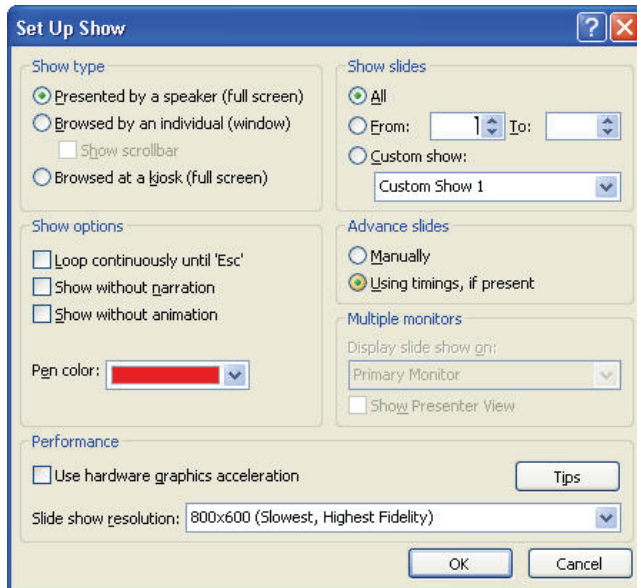 Set Up Show
Show type
Presented by a speaker (full screen)
Browsed by an individual (window)
Show scrollbar
Browsed at a kiosk (full screen)
Show slides
All
From: 1 To:
Custom show:
Custom Show 1
Show options
Loop continuously until 'Esc'
Show without narration
Show without animation
Pen color:
Advance slides
Manually
Using timings, if present
Multiple monitors
Display slide show on:
Primary Monitor
Show Presenter View
Performance
Use hardware graphics acceleration
Tips
Slide show resolution: 800x600 (Slowest, Highest Fidelity)
OK Cancel